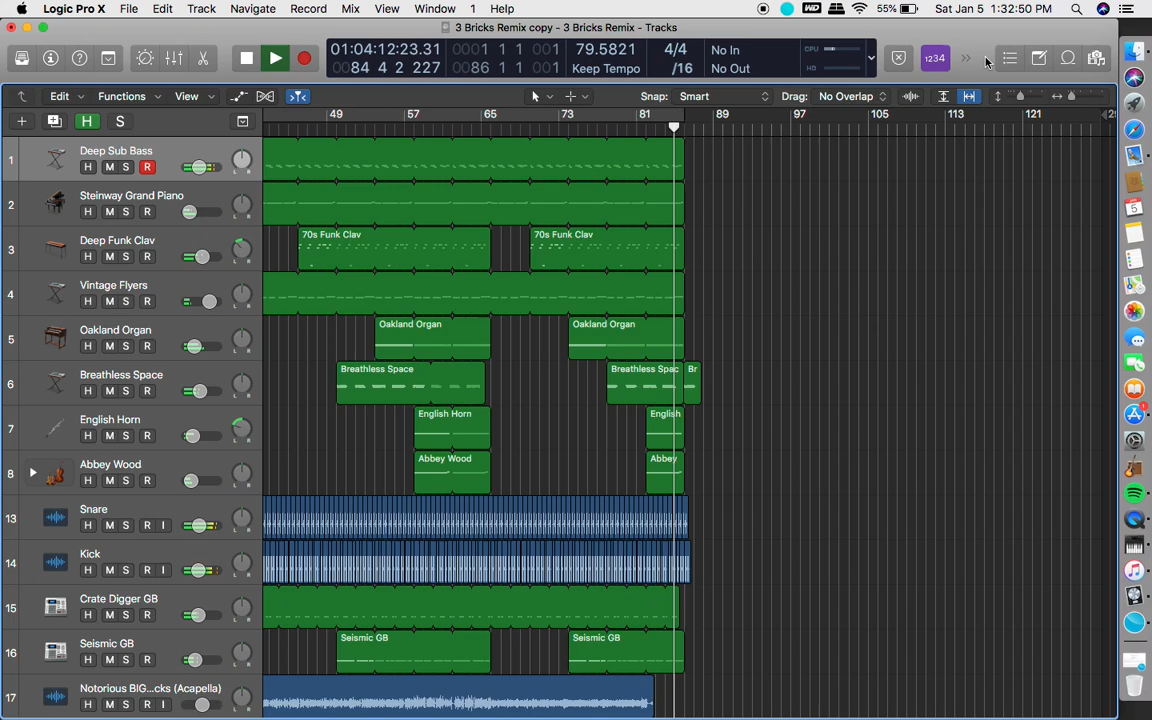 Logic Pro X File Edit Track Navigate Record Mix View Window 1 Help WD 55% Sat Jan 5 1:32:50 PM
3 Bricks Remix copy - 3 Bricks Remix - Tracks
01:04:12:23.31 0001 1 1 001 79.5821 4/4 No In CPU
0084 4 2 227 0086 1 1 001 Keep Tempo /16 No Out HD
1234
Edit Functions View Snap: Smart Drag: No Overlap
H S 49 57 65 73 81 89 97 105 113 121
1 Deep Sub Bass
H M S R L R
2 Steinway Grand Piano
H M S R L R
3 Deep Funk Clav 70s Funk Clav 70s Funk Clav
H M S R L R
4 Vintage Flyers
H M S R L R
5 Oakland Organ Oakland Organ Oakland Organ
H M S R L R
6 Breathless Space Breathless Space Breathless Spac Br
H M S R L R
7 English Horn English Horn English
H M S R L R
8 Abbey Wood Abbey Wood Abbey
H M S R L R
13 Snare
H M S R I L R
14 Kick
H M S R I L R
15 Crate Digger GB
H M S R L R
16 Seismic GB Seismic GB Seismic GB
H M S R L R
17 Notorious BIG...cks (Acapella)
H M S R I L R